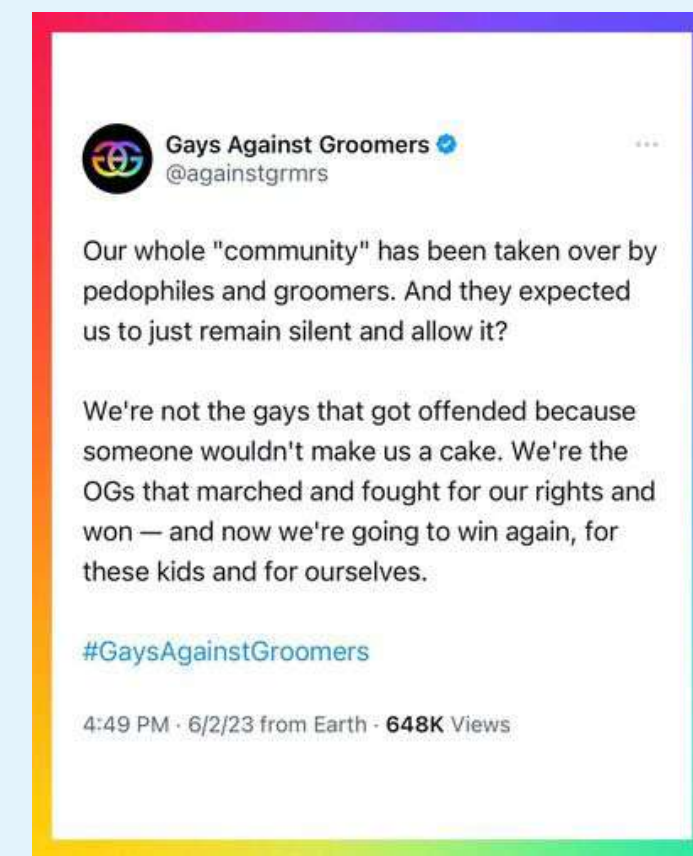 Gays Against Groomers
@againstgrmrs
Our whole "community" has been taken over by
pedophiles and groomers. And they expected
us to just remain silent and allow it?
We're not the gays that got offended because
someone wouldn't make us a cake. We're the
OGs that marched and fought for our rights and
won — and now we're going to win again, for
these kids and for ourselves.
#GaysAgainstGroomers
4:49 PM · 6/2/23 from Earth · 648K Views